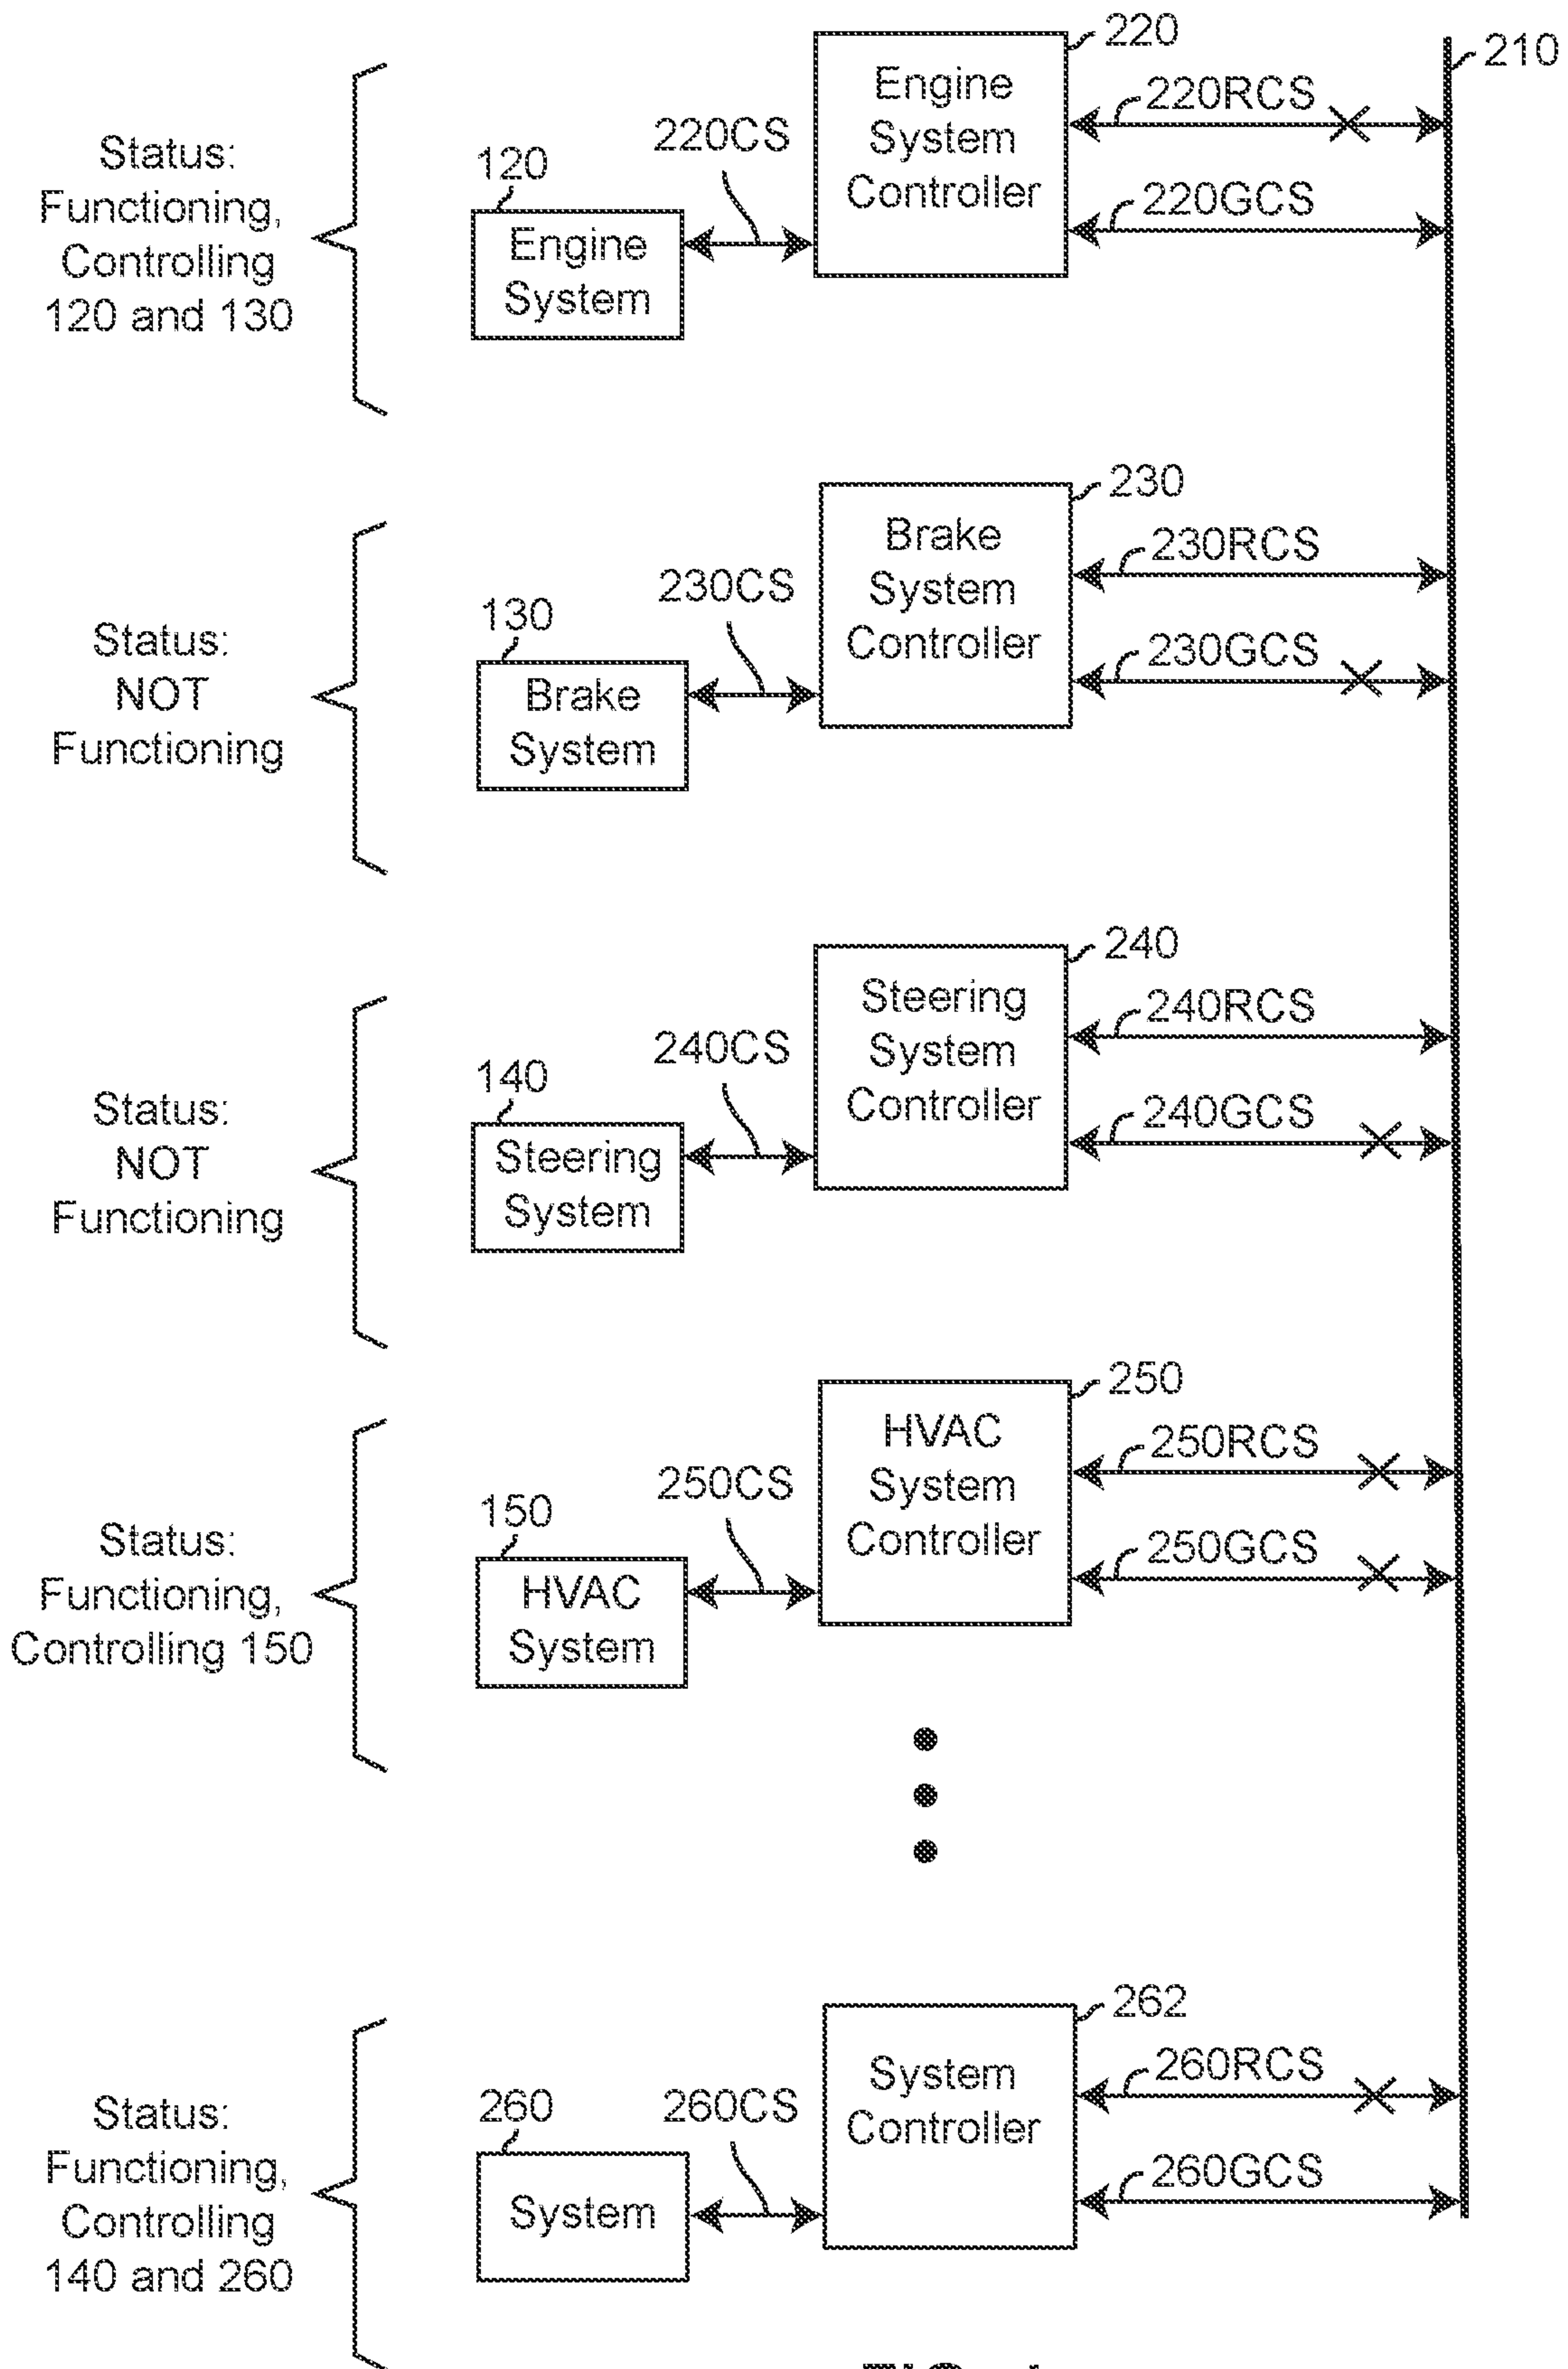 220
210
Engine
System
Controller
220RCS
220GCS
220CS
120
Engine
System
Status:
Functioning,
Controlling
120 and 130
230
Brake
System
Controller
230RCS
230GCS
230CS
130
Brake
System
Status:
NOT
Functioning
240
Steering
System
Controller
240RCS
240GCS
240CS
140
Steering
System
Status:
NOT
Functioning
250
HVAC
System
Controller
250RCS
250GCS
250CS
150
HVAC
System
Status:
Functioning,
Controlling 150
262
System
Controller
260RCS
260GCS
260CS
260
System
Status:
Functioning,
Controlling
140 and 260